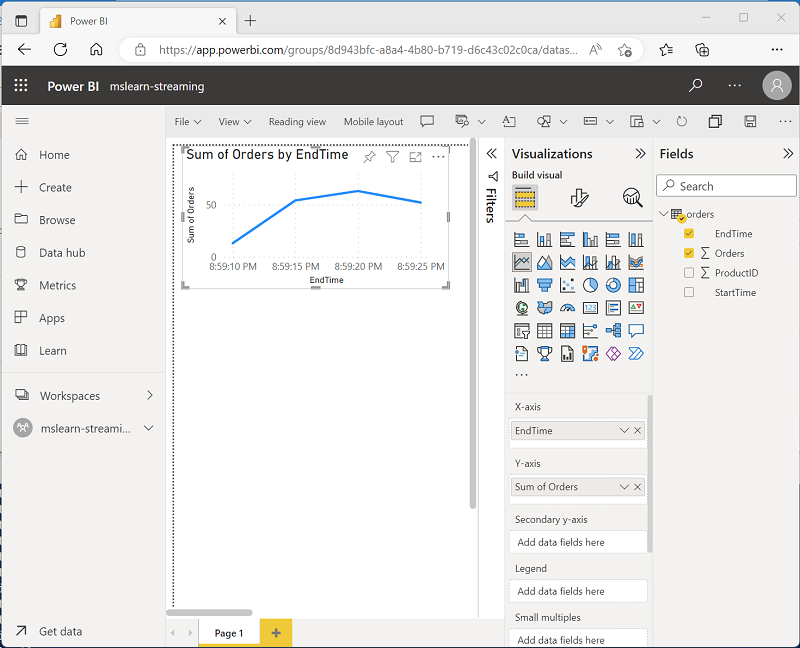 Power BI
https://app.powerbi.com/groups/8d943bfc-a8a4-4b80-b719-d6c43c02c0ca/datas...
Power BI mslearn-streaming
File View Reading view Mobile layout
Home
Create
Browse
Data hub
Metrics
Apps
Learn
Workspaces
mslearn-streami...
Get data
Sum of Orders by EndTime
Sum of Orders
50
0
8:59:10 PM 8:59:15 PM 8:59:20 PM 8:59:25 PM
EndTime
Page 1
Filters
Visualizations
Build visual
X-axis
EndTime
Y-axis
Sum of Orders
Secondary y-axis
Add data fields here
Legend
Add data fields here
Small multiples
Add data fields here
Fields
Search
orders
EndTime
Orders
ProductID
StartTime